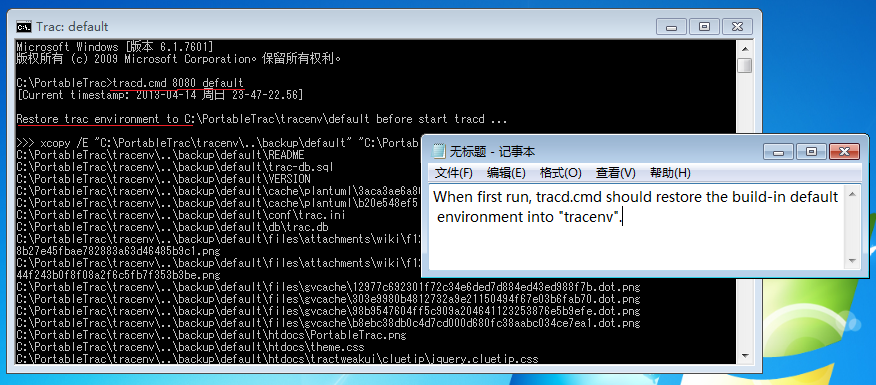 Trac: default
Microsoft Windows [版本 6.1.7601]
版权所有 (c) 2009 Microsoft Corporation。保留所有权利。
C:\PortableTrac>tracd.cmd 8080 default
[Current timestamp: 2013-04-14 周日 23-47-22.56]
Restore trac environment to C:\PortableTrac\tracenv\default before start tracd ...
>>> xcopy /E "C:\PortableTrac\tracenv\..\backup\default" "C:\Portab
C:\PortableTrac\tracenv\..\backup\default\README
C:\PortableTrac\tracenv\..\backup\default\trac-db.sql
C:\PortableTrac\tracenv\..\backup\default\VERSION
C:\PortableTrac\tracenv\..\backup\default\cache\plantuml\3aca3ae6a80
C:\PortableTrac\tracenv\..\backup\default\cache\plantuml\b20e548ef5
C:\PortableTrac\tracenv\..\backup\default\conf\trac.ini
C:\PortableTrac\tracenv\..\backup\default\db\trac.db
C:\PortableTrac\tracenv\..\backup\default\files\attachments\wiki\f12
8b27e45fbae782883a63d46485b8c1.png
C:\PortableTrac\tracenv\..\backup\default\files\attachments\wiki\f12
44f243b0f8f08a2f6c5fb7f353b3be.png
C:\PortableTrac\tracenv\..\backup\default\files\gvcache\12977c692301f72c34e6ded7d884ed43ed988f7b.dot.png
C:\PortableTrac\tracenv\..\backup\default\files\gvcache\303e9980b4812732a9e21150494f67e03b6fab70.dot.png
C:\PortableTrac\tracenv\..\backup\default\files\gvcache\98b9547604ff5c909a204641123253876e5b9efe.dot.png
C:\PortableTrac\tracenv\..\backup\default\files\gvcache\b8ebc38db0c4d7cd000d680fc38aabc034ce7ea1.dot.png
C:\PortableTrac\tracenv\..\backup\default\htdocs\PortableTrac.png
C:\PortableTrac\tracenv\..\backup\default\htdocs\theme.css
C:\PortableTrac\tracenv\..\backup\default\htdocs\tractweakui\cluetip\jquery.cluetip.css
无标题 - 记事本
文件(F) 编辑(E) 格式(O) 查看(V) 帮助(H)
When first run, tracd.cmd should restore the build-in default
environment into "tracenv".